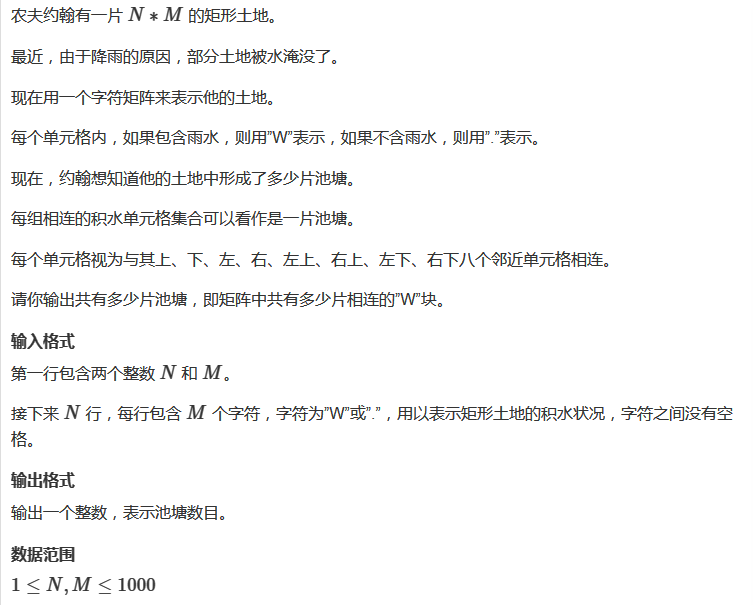 农夫约翰有一片 N * M 的矩形土地。
最近，由于降雨的原因，部分土地被水淹没了。
现在用一个字符矩阵来表示他的土地。
每个单元格内，如果包含雨水，则用”W”表示，如果不含雨水，则用”.”表示。
现在，约翰想知道他的土地中形成了多少片池塘。
每组相连的积水单元格集合可以看作是一片池塘。
每个单元格视为与其上、下、左、右、左上、右上、左下、右下八个邻近单元格相连。
请你输出共有多少片池塘，即矩阵中共有多少片相连的”W”块。
输入格式
第一行包含两个整数 N 和 M。
接下来 N 行，每行包含 M 个字符，字符为”W”或”.”，用以表示矩形土地的积水状况，字符之间没有空
格。
输出格式
输出一个整数，表示池塘数目。
数据范围
1 ≤ N, M ≤ 1000